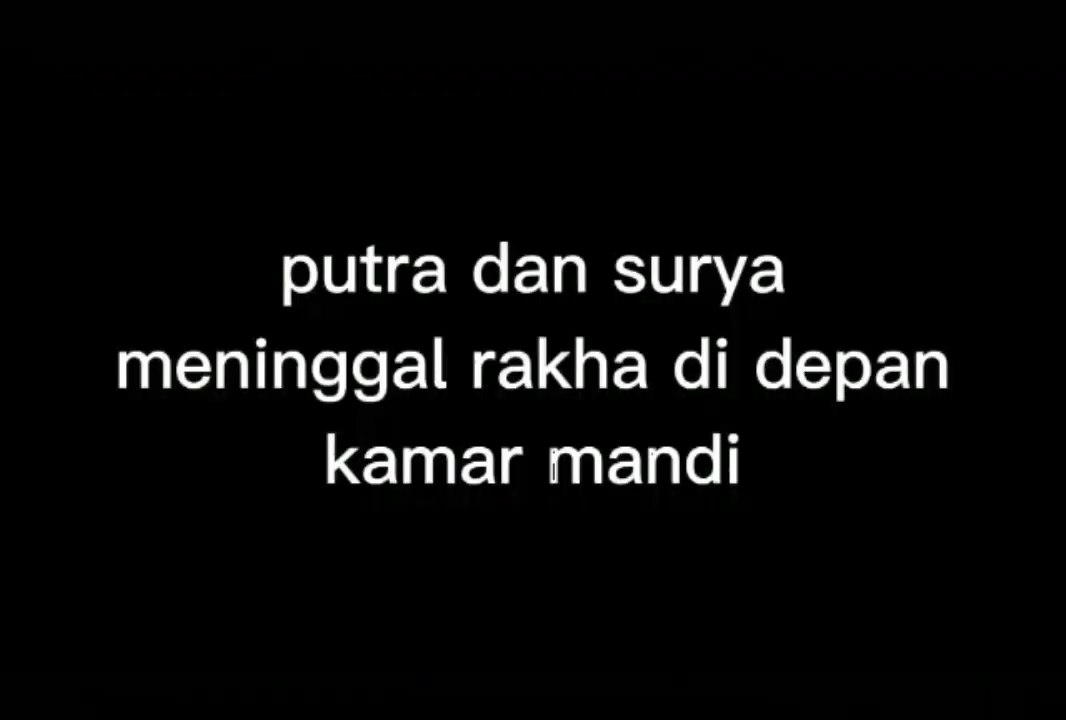 putra dan surya
meninggal rakha di depan
kamar mandi